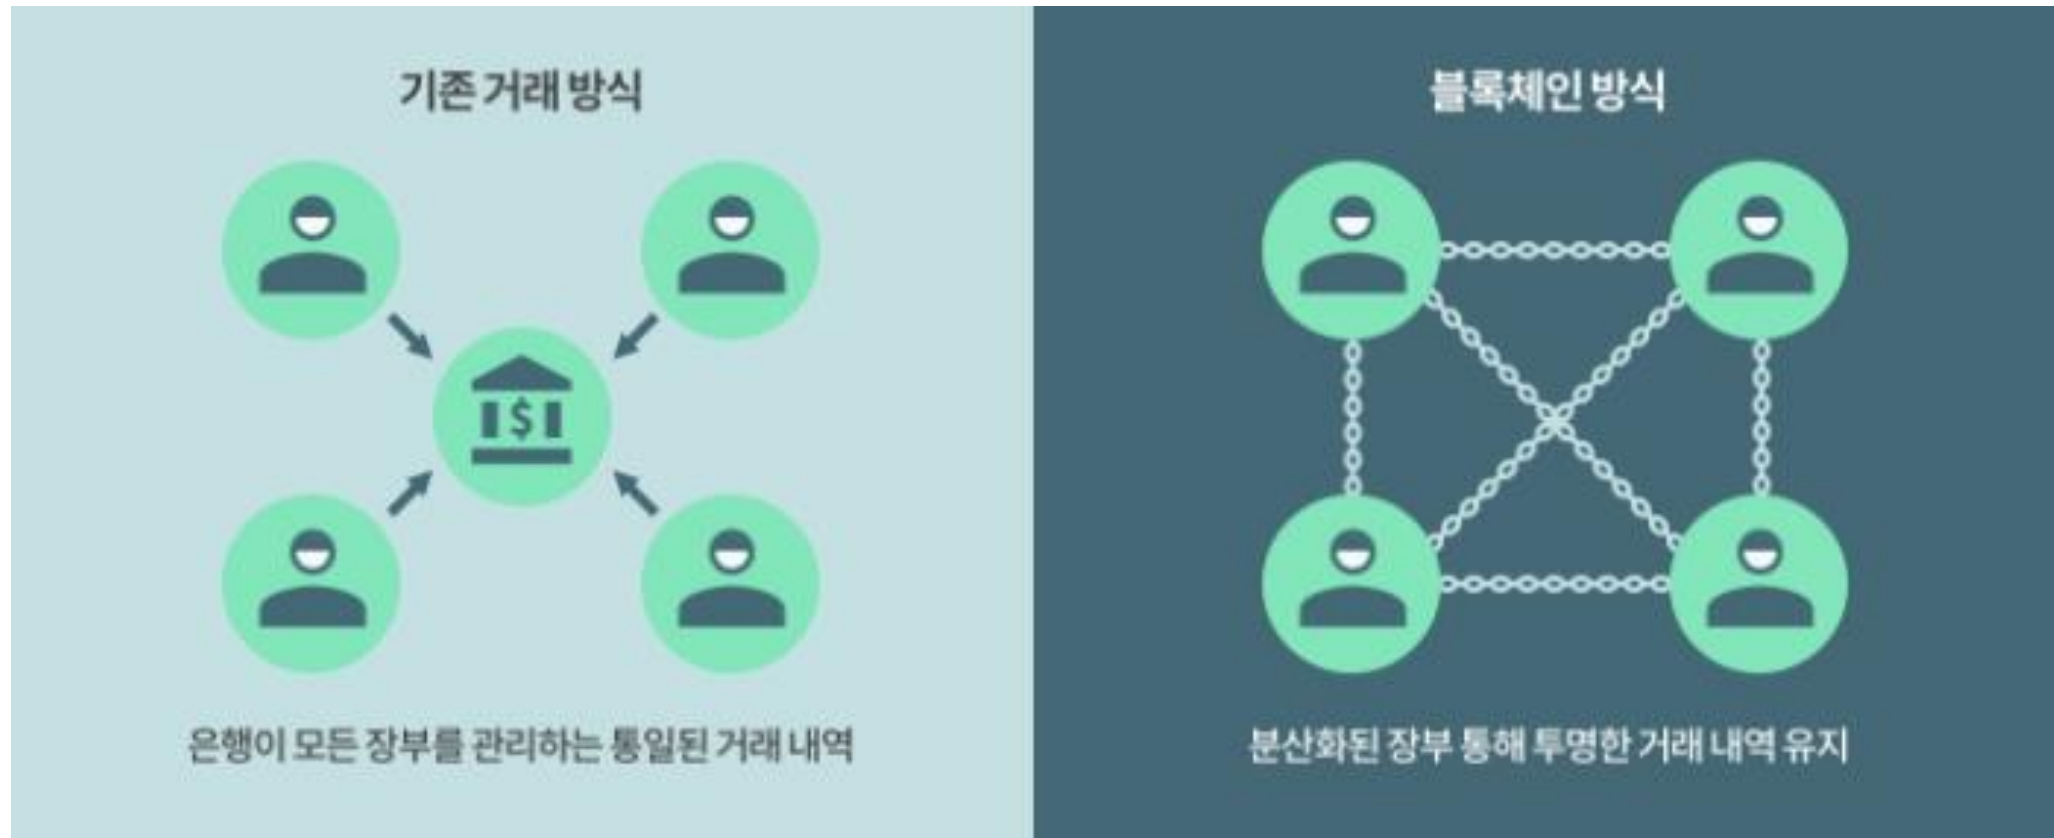 기존 거래 방식
블록체인 방식
$
은행이 모든 장부를 관리하는 통일된 거래 내역
분산화된 장부 통해 투명한 거래 내역 유지